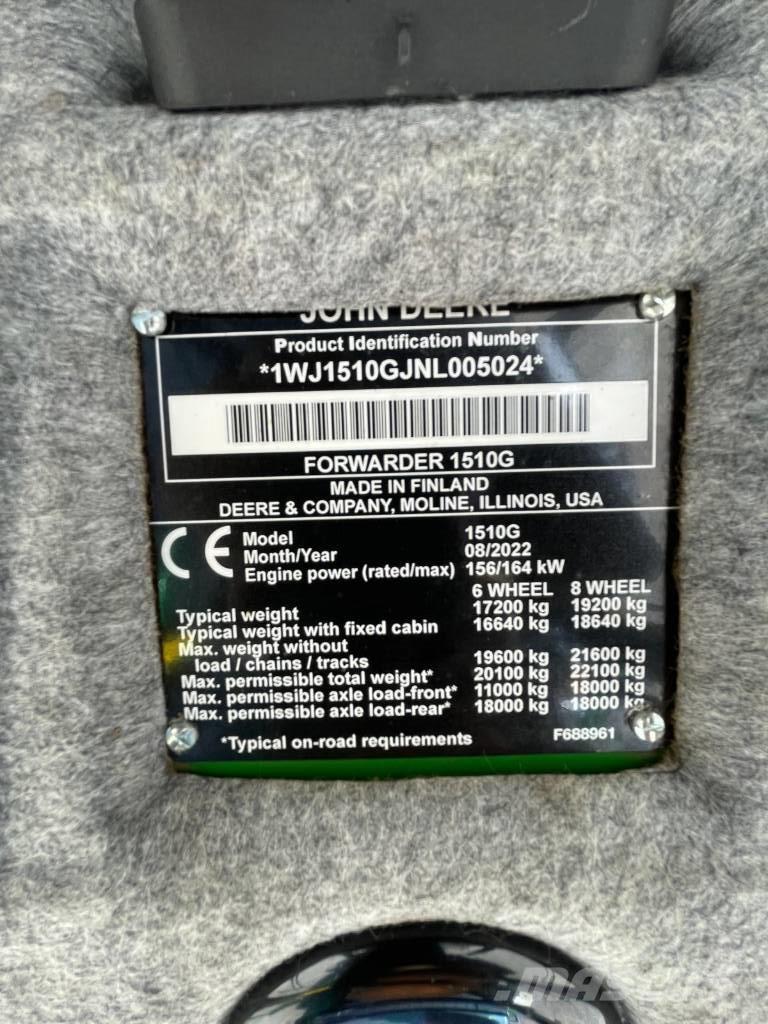 JOHN DEERE
Product Identification Number
*1WJ1510GJNL005024*
FORWARDER 1510G
MADE IN FINLAND
DEERE & COMPANY, MOLINE, ILLINOIS, USA
CE
Model 1510G
Month/Year 08/2022
Engine power (rated/max) 156/164 kW
6 WHEEL 8 WHEEL
Typical weight 17200 kg 19200 kg
Typical weight with fixed cabin 16640 kg 18640 kg
Max. weight without
load / chains / tracks 19600 kg 21600 kg
Max. permissible total weight* 20100 kg 22100 kg
Max. permissible axle load-front* 11000 kg 18000 kg
Max. permissible axle load-rear* 18000 kg 18000 kg
*Typical on-road requirements F688961
MASCUS